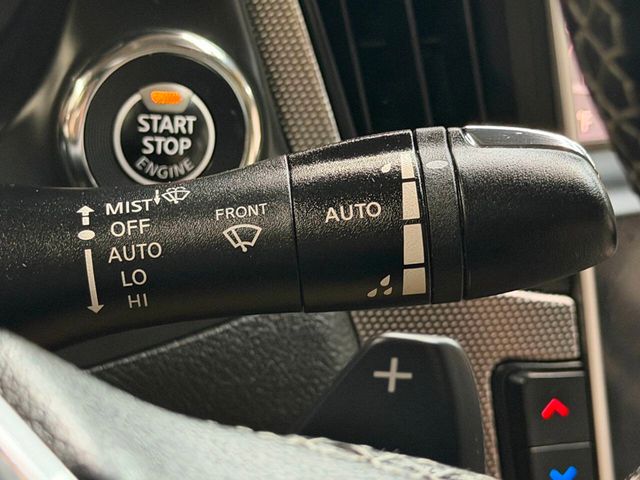 START
STOP
ENGINE
MIST
OFF
AUTO
LO
HI
FRONT
AUTO
+